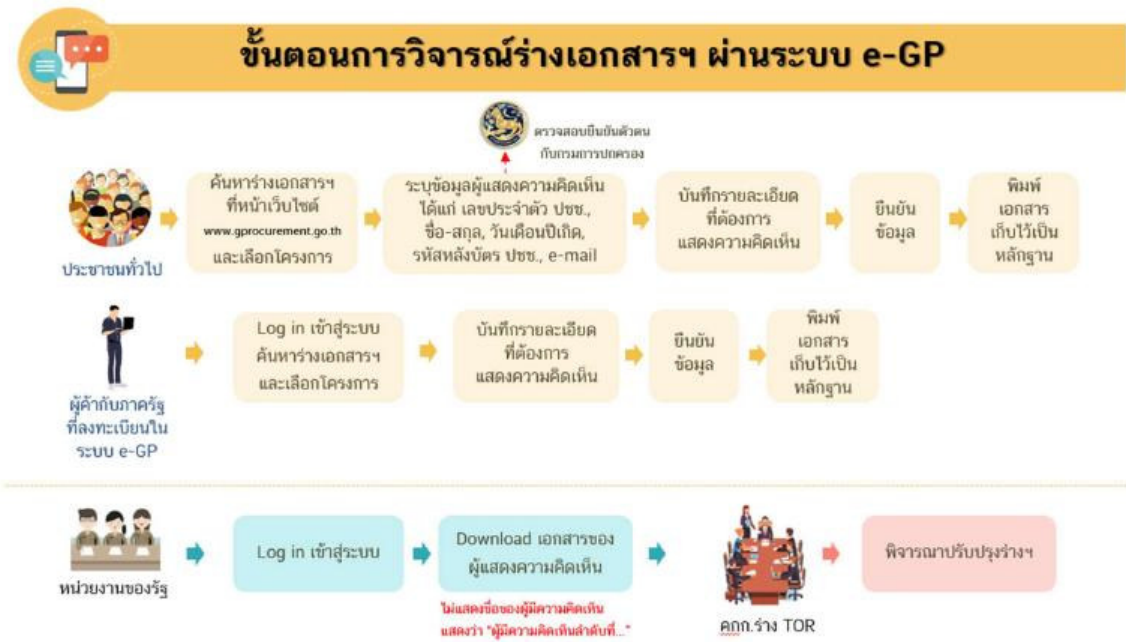 ขั้นตอนการวิจารณ์ร่างเอกสารฯ ผ่านระบบ e-GP
ตรวจสอบยืนยันตัวตน
กับกรมการปกครอง
ประชาชนทั่วไป
ค้นหาร่างเอกสารฯ
ที่หน้าเว็บไซต์
www.gprocurement.go.th
และเลือกโครงการ
ระบุข้อมูลผู้แสดงความคิดเห็น
ได้แก่ เลขประจำตัว ปชช.,
ชื่อ-สกุล, วันเดือนปีเกิด,
รหัสหลังบัตร ปชช., e-mail
บันทึกรายละเอียด
ที่ต้องการ
แสดงความคิดเห็น
ยืนยัน
ข้อมูล
พิมพ์
เอกสาร
เก็บไว้เป็น
หลักฐาน
ผู้ค้ากับภาครัฐ
ที่ลงทะเบียนใน
ระบบ e-GP
Log in เข้าสู่ระบบ
ค้นหาร่างเอกสารฯ
และเลือกโครงการ
บันทึกรายละเอียด
ที่ต้องการ
แสดงความคิดเห็น
ยืนยัน
ข้อมูล
พิมพ์
เอกสาร
เก็บไว้เป็น
หลักฐาน
หน่วยงานของรัฐ
Log in เข้าสู่ระบบ
Download เอกสารของ
ผู้แสดงความคิดเห็น
ไม่แสดงชื่อของผู้มีความคิดเห็น
แสดงว่า "ผู้มีความคิดเห็นลำดับที่..."
คกก.ร่าง TOR
พิจารณาปรับปรุงร่างฯ